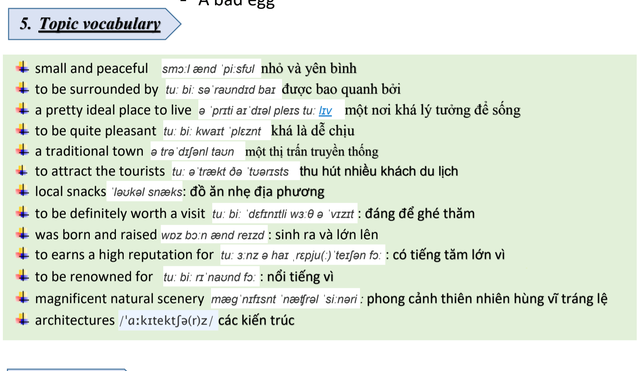 - A bad egg
5. Topic vocabulary
small and peaceful smɔːl ænd ˈpiːsfʊl nhỏ và yên bình
to be surrounded by tuː biː səˈraʊndɪd baɪ được bao quanh bởi
a pretty ideal place to live ə ˈprɪti aɪˈdɪəl pleɪs tuː lɪv một nơi khá lý tưởng để sống
to be quite pleasant tuː biː kwaɪt ˈplɛznt khá là dễ chịu
a traditional town ə trəˈdɪʃənl taʊn một thị trấn truyền thống
to attract the tourists tuː əˈtrækt ðə ˈtʊərɪsts thu hút nhiều khách du lịch
local snacks ˈləʊkəl snæks: đồ ăn nhẹ địa phương
to be definitely worth a visit tuː biː ˈdɛfɪnɪtli wɜːθ ə ˈvɪzɪt : đáng để ghé thăm
was born and raised wɒz bɔːn ænd reɪzd : sinh ra và lớn lên
to earns a high reputation for tuː ɜːnz ə haɪ ˌrɛpju(ː)ˈteɪʃən fɔː : có tiếng tăm lớn vì
to be renowned for tuː biː rɪˈnaʊnd fɔː : nổi tiếng vì
magnificent natural scenery mægˈnɪfɪsnt ˈnæʧrəl ˈsiːnəri : phong cảnh thiên nhiên hùng vĩ tráng lệ
architectures /ˈɑːkɪtektʃə(r)z/ các kiến trúc